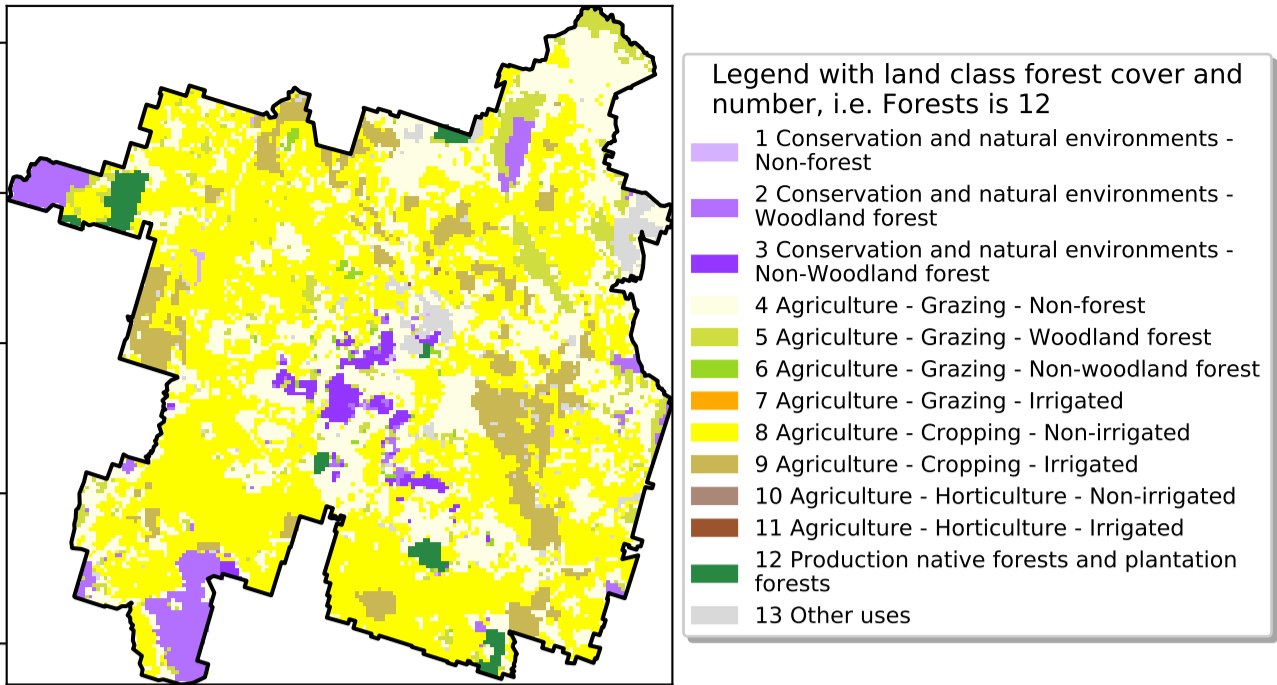 Legend with land class forest cover and
number, i.e. Forests is 12
1 Conservation and natural environments -
Non-forest
2 Conservation and natural environments -
Woodland forest
3 Conservation and natural environments -
Non-Woodland forest
4 Agriculture - Grazing - Non-forest
5 Agriculture - Grazing - Woodland forest
6 Agriculture - Grazing - Non-woodland forest
7 Agriculture - Grazing - Irrigated
8 Agriculture - Cropping - Non-irrigated
9 Agriculture - Cropping - Irrigated
10 Agriculture - Horticulture - Non-irrigated
11 Agriculture - Horticulture - Irrigated
12 Production native forests and plantation
forests
13 Other uses